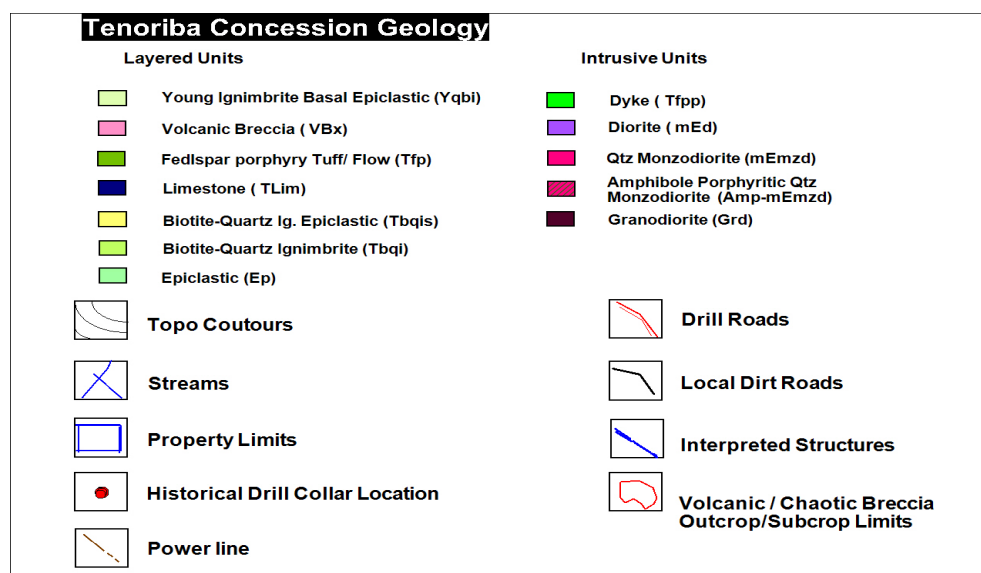 Tenoriba Concession Geology
Layered Units
Young Ignimbrite Basal Epiclastic (Yqbi)
Volcanic Breccia ( VBx)
Fedlspar porphyry Tuff/ Flow (Tfp)
Limestone ( TLim)
Biotite-Quartz Ig. Epiclastic (Tbqis)
Biotite-Quartz Ignimbrite (Tbqi)
Epiclastic (Ep)
Intrusive Units
Dyke ( Tfpp)
Diorite ( mEd)
Qtz Monzodiorite (mEmzd)
Amphibole Porphyritic Qtz
Monzodiorite (Amp-mEmzd)
Granodiorite (Grd)
Topo Coutours
Streams
Property Limits
Historical Drill Collar Location
Power line
Drill Roads
Local Dirt Roads
Interpreted Structures
Volcanic / Chaotic Breccia
Outcrop/Subcrop Limits